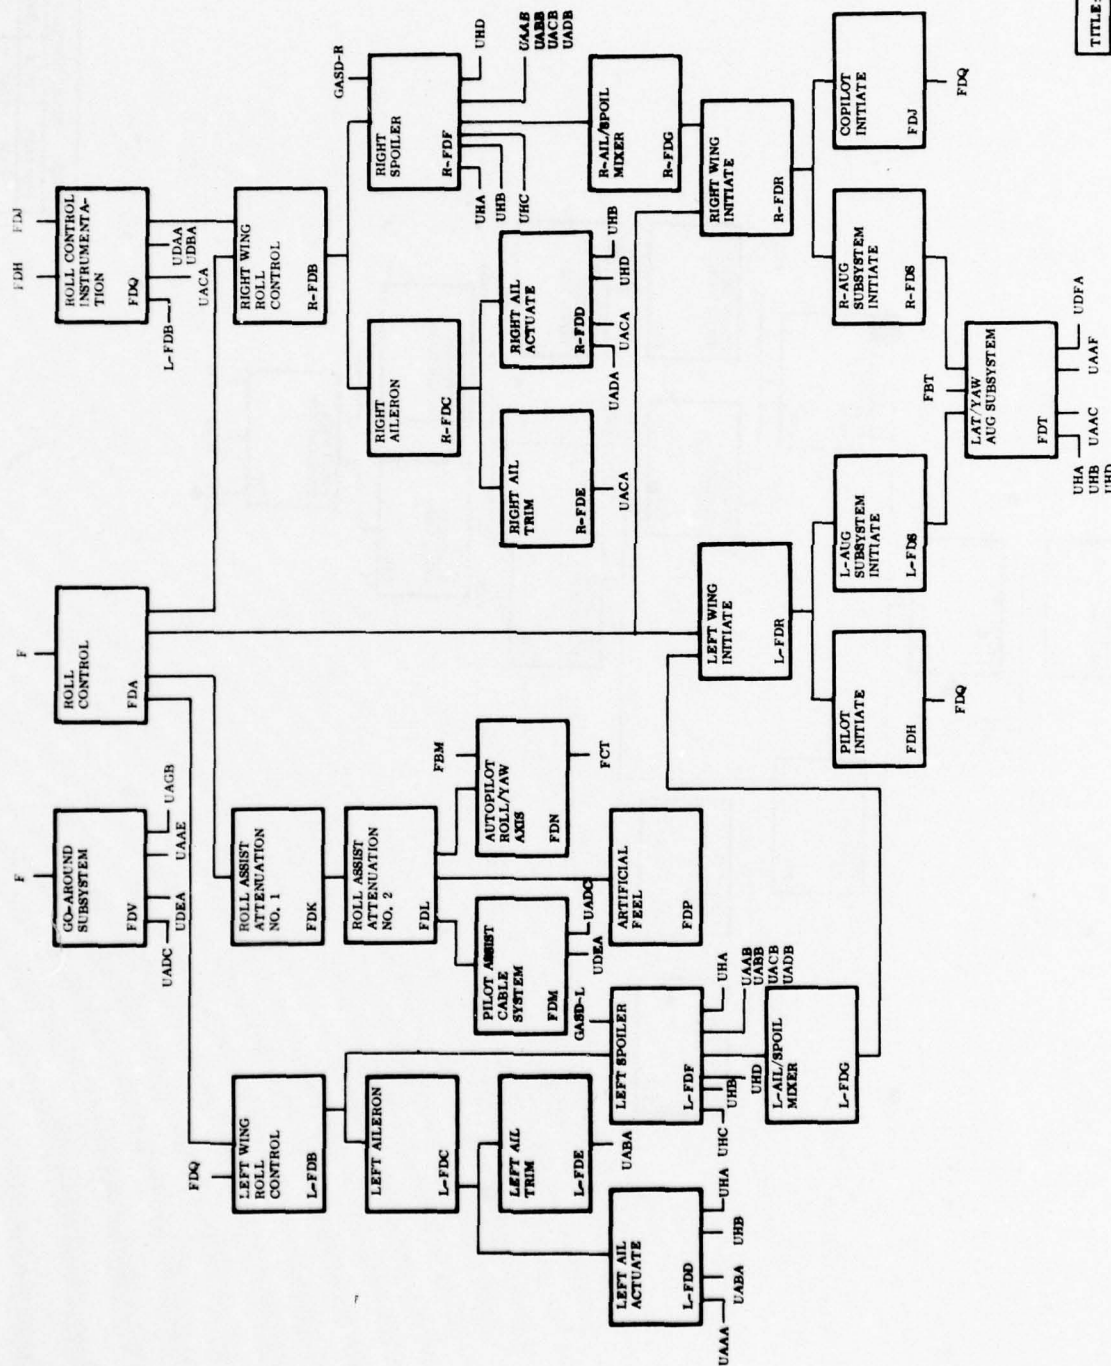 F
GO-AROUND
SUBSYSTEM
FDV
UADC
UDEA
UAAE
UAGB
F
ROLL
CONTROL
FDA
FDH
FDJ
ROLL CONTROL
INSTRUMENTA-
TION
FDQ
L-FDB
UACA
UDAA
UDBA
FDQ
LEFT WING
ROLL
CONTROL
L-FDB
ROLL ASSIST
ATTENUATION
NO. 1
FDK
RIGHT WING
ROLL
CONTROL
R-FDB
LEFT AILERON
L-FDC
ROLL ASSIST
ATTENUATION
NO. 2
FDL
RIGHT
AILERON
R-FDC
GASD-R
RIGHT
SPOILER
R-FDF
UHA
UHB
UHC
UHD
UAAB
UABB
UACB
UADB
LEFT AIL
TRIM
L-FDE
UABA
PILOT ASSIST
CABLE
SYSTEM
FDM
UDEA
UADC
FBM
AUTOPILOT
ROLL/YAW
AXIS
FDN
FCT
RIGHT AIL
TRIM
R-FDE
UACA
RIGHT AIL
ACTUATE
R-FDD
UADA
UACA
UHD
UHB
LEFT AIL
ACTUATE
L-FDD
UAAA
UABA
UHB
UHA
GASD-L
LEFT SPOILER
L-FDF
UHC
UHB
UHD
UHA
UAAB
UABB
UACB
UADB
ARTIFICIAL
FEEL
FDP
R-AIL/SPOIL
MIXER
R-FDG
L-AIL/SPOIL
MIXER
L-FDG
LEFT WING
INITIATE
L-FDR
RIGHT WING
INITIATE
R-FDR
PILOT
INITIATE
FDH
FDQ
L-AUG
SUBSYSTEM
INITIATE
L-FDS
R-AUG
SUBSYSTEM
INITIATE
R-FDS
COPILOT
INITIATE
FDJ
FDQ
FBT
LAT/YAW
AUG SUBSYSTEM
FDT
UHA
UHB
UHD
UAAC
UAAF
UDFA
TITLE: